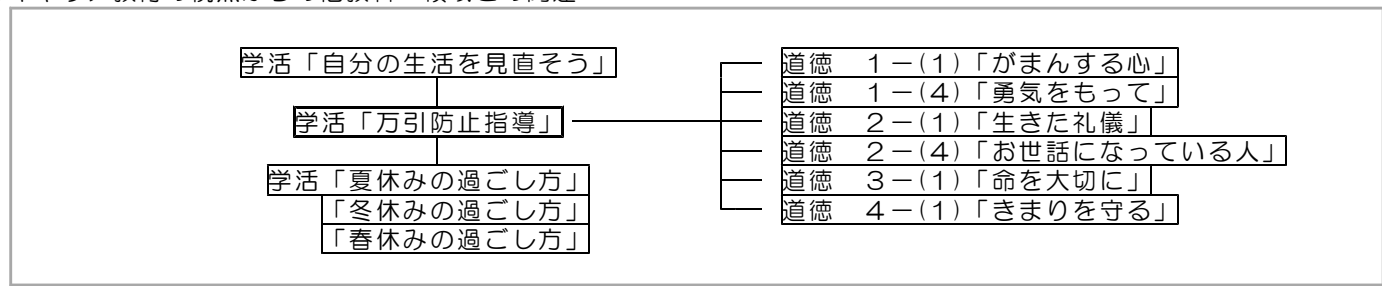 学活「自分の生活を見直そう」
学活「万引防止指導」
学活「夏休みの過ごし方」
「冬休みの過ごし方」
「春休みの過ごし方」
道徳　１－(１)「がまんする心」
道徳　１－(４)「勇気をもって」
道徳　２－(１)「生きた礼儀」
道徳　２－(４)「お世話になっている人」
道徳　３－(１)「命を大切に」
道徳　４－(１)「きまりを守る」